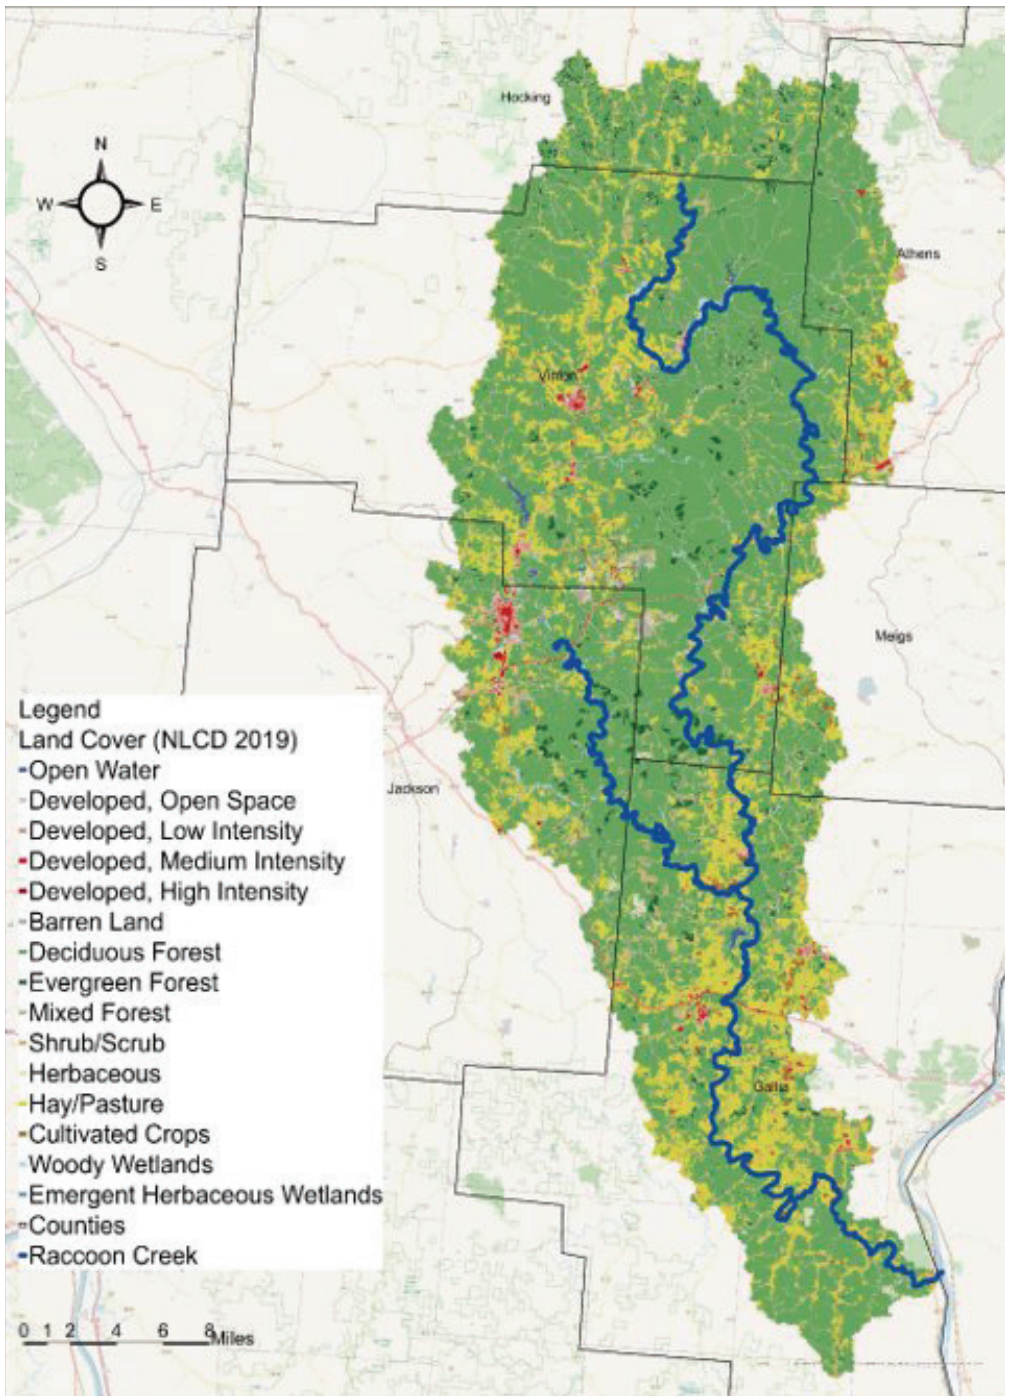 Hocking
N
W
E
S
Athens
Vinton
Meigs
Legend
Land Cover (NLCD 2019)
Open Water
Developed, Open Space
Developed, Low Intensity
Developed, Medium Intensity
Developed, High Intensity
Barren Land
Deciduous Forest
Evergreen Forest
Mixed Forest
Shrub/Scrub
Herbaceous
Hay/Pasture
Cultivated Crops
Woody Wetlands
Emergent Herbaceous Wetlands
Counties
Raccoon Creek
Jackson
Gallia
0 1 2 4 6 8 Miles